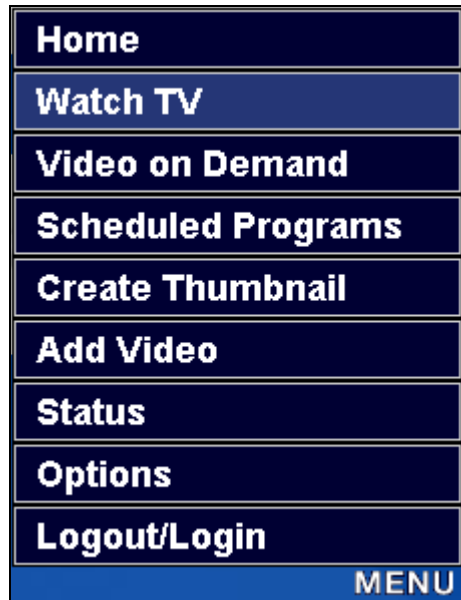 Home
Watch TV
Video on Demand
Scheduled Programs
Create Thumbnail
Add Video
Status
Options
Logout/Login
MENU